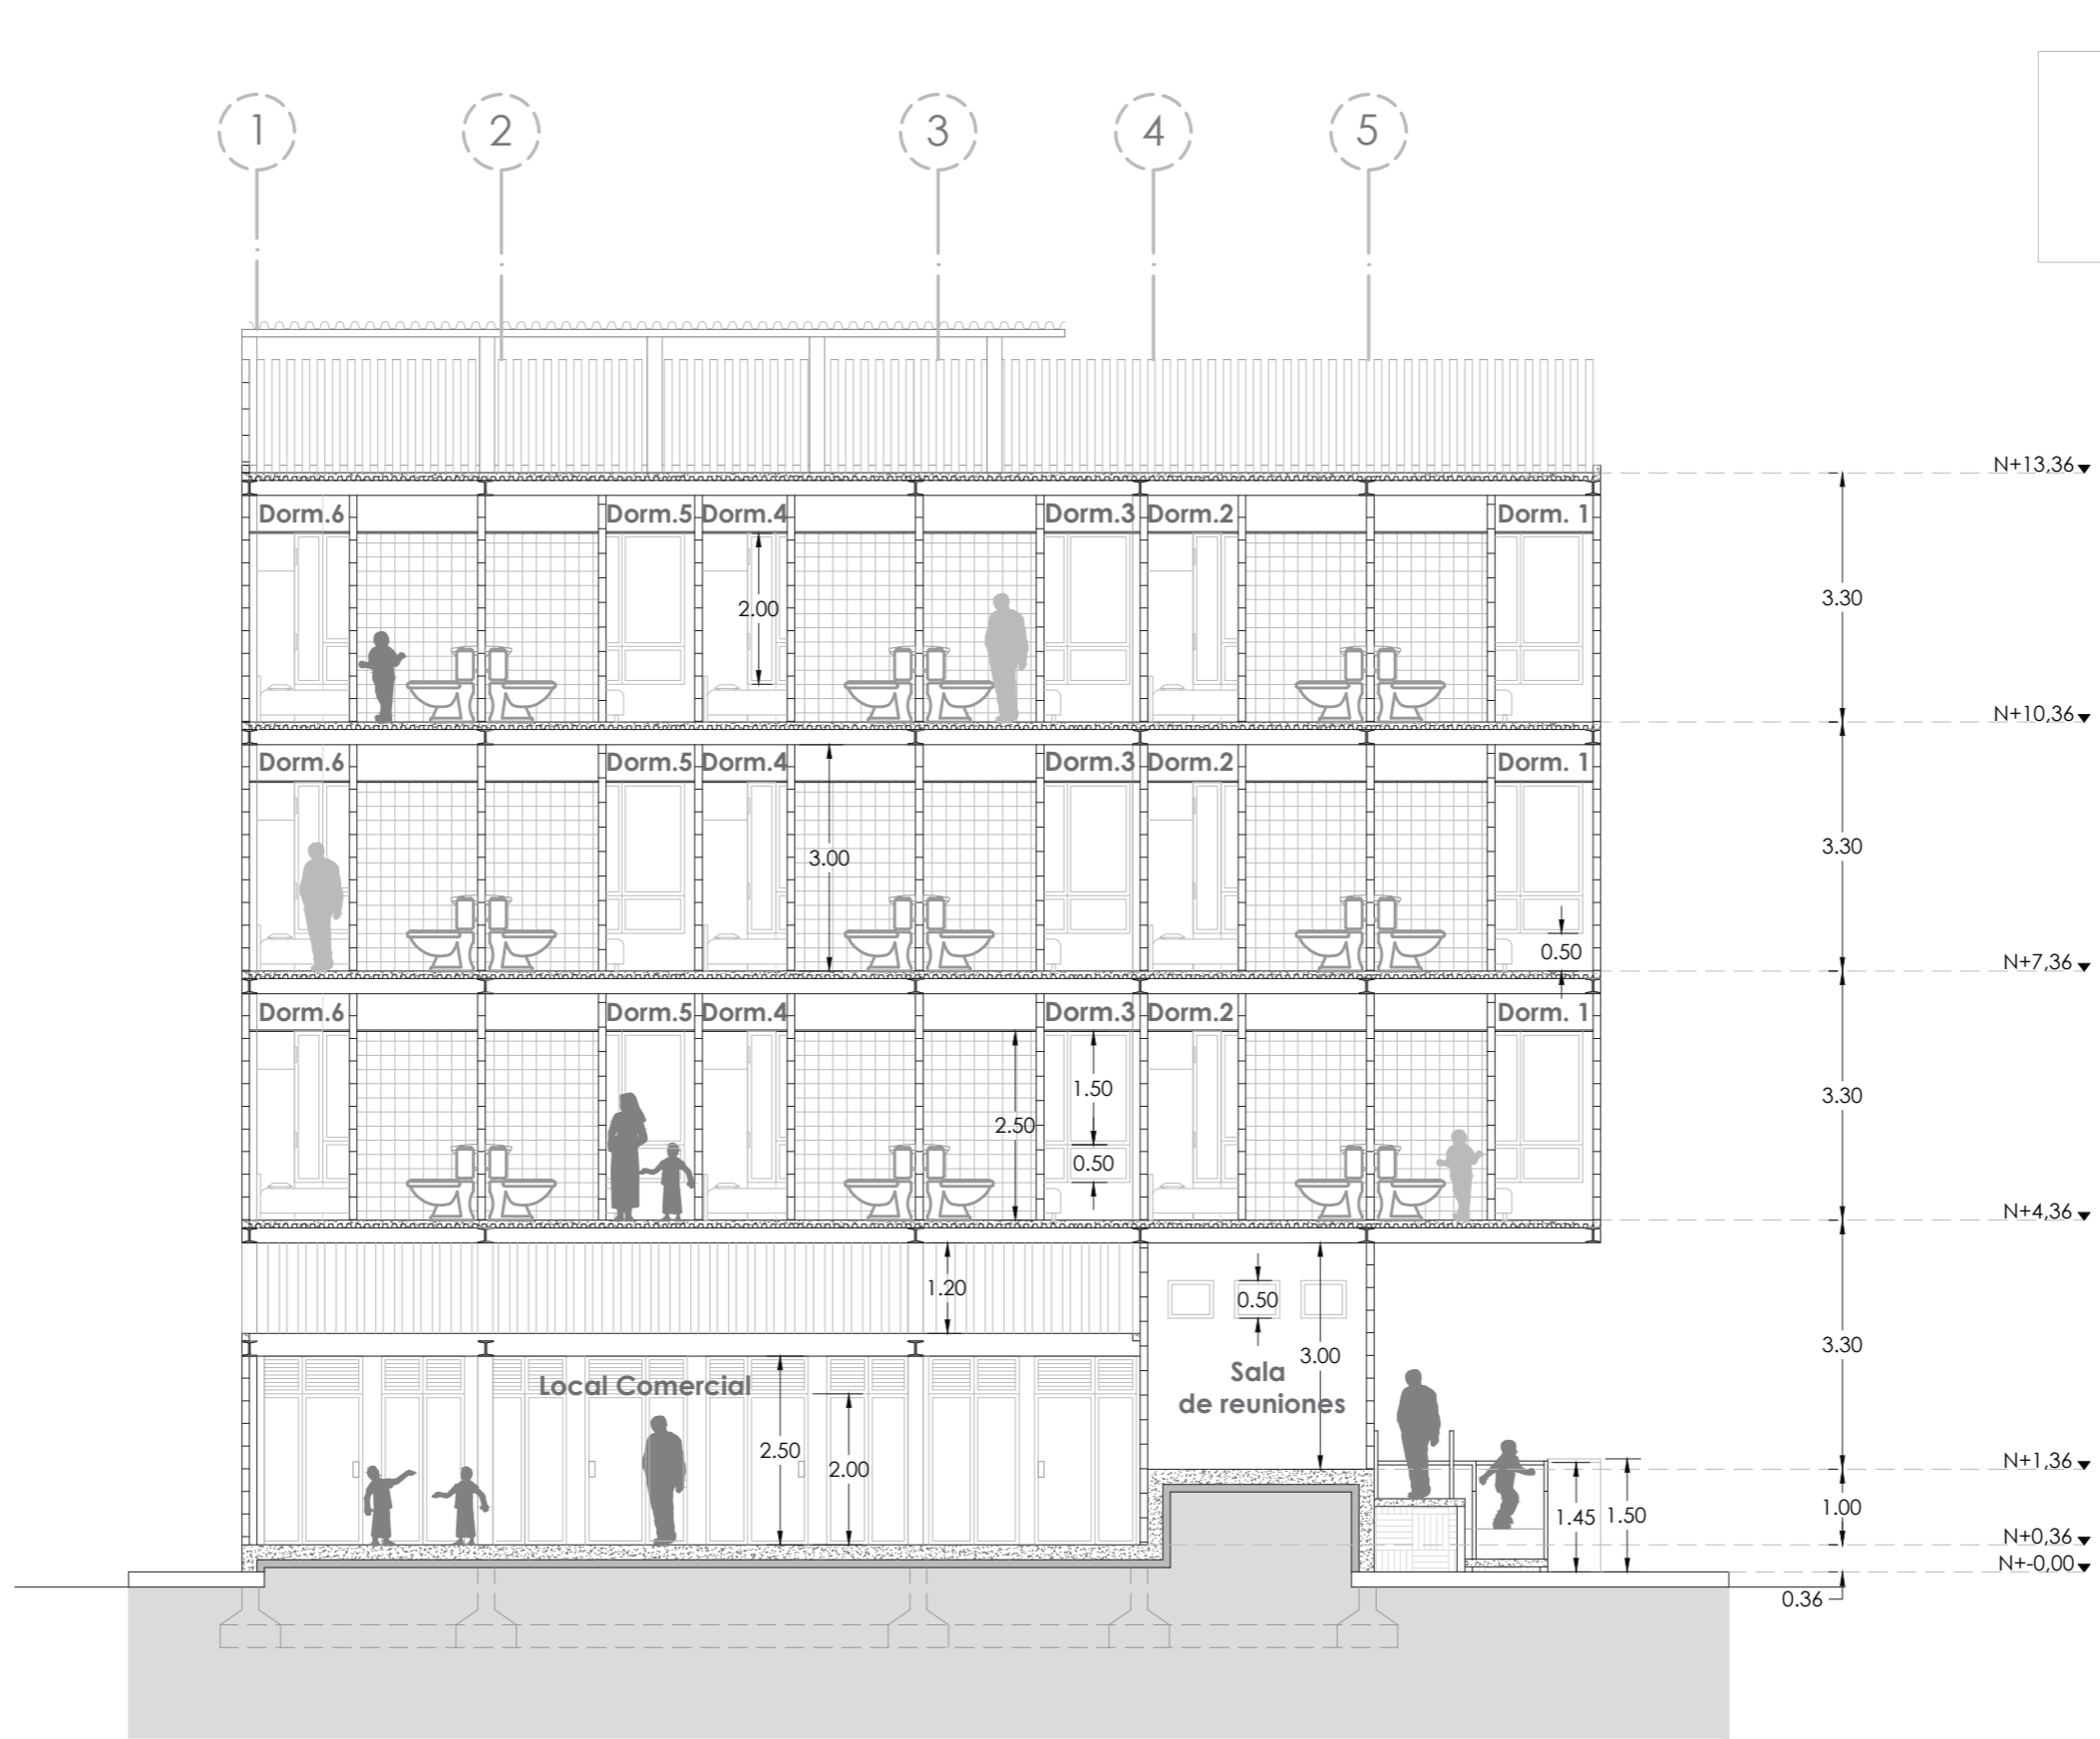 1 2 3 4 5
N+13,36
Dorm.6 Dorm.5 Dorm.4 Dorm.3 Dorm.2 Dorm. 1
2.00
3.30
N+10,36
Dorm.6 Dorm.5 Dorm.4 Dorm.3 Dorm.2 Dorm. 1
3.00
3.30
0.50
N+7,36
Dorm.6 Dorm.5 Dorm.4 Dorm.3 Dorm.2 Dorm. 1
1.50
2.50
3.30
0.50
N+4,36
1.20
0.50
3.00
3.30
Sala
de reuniones
Local Comercial
2.50
2.00
N+1,36
1.45
1.50
1.00
N+0,36
N+-0,00
0.36